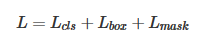 L = L_{cls} + L_{box} + L_{mask}